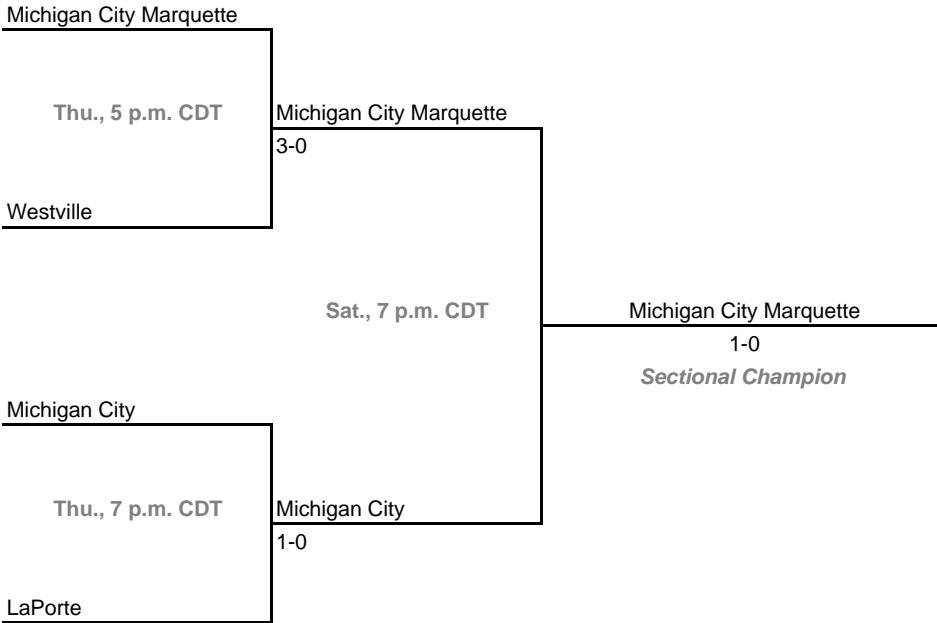 Michigan City Marquette
Thu., 5 p.m. CDT
Michigan City Marquette
3-0
Westville
Sat., 7 p.m. CDT
Michigan City Marquette
1-0
Sectional Champion
Michigan City
Thu., 7 p.m. CDT
Michigan City
1-0
LaPorte